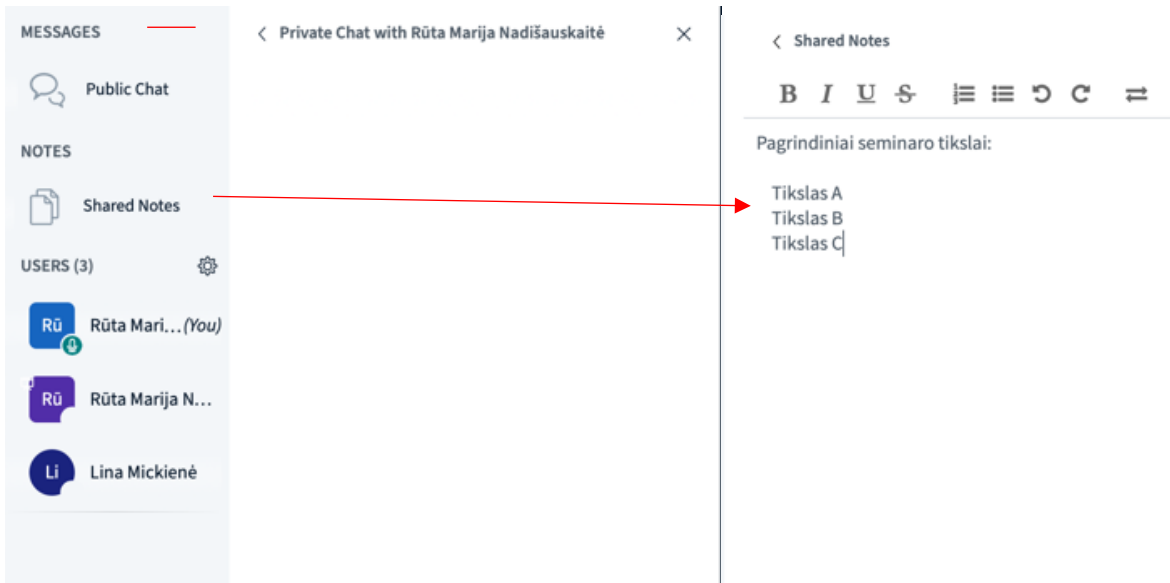 MESSAGES
Public Chat
NOTES
Shared Notes
USERS (3)
Rū
Rūta Mari...(You)
Rū
Rūta Marija N...
Li
Lina Mickienė
Private Chat with Rūta Marija Nadišauskaitė
Shared Notes
B I U S
Pagrindiniai seminaro tikslai:
Tikslas A
Tikslas B
Tikslas C